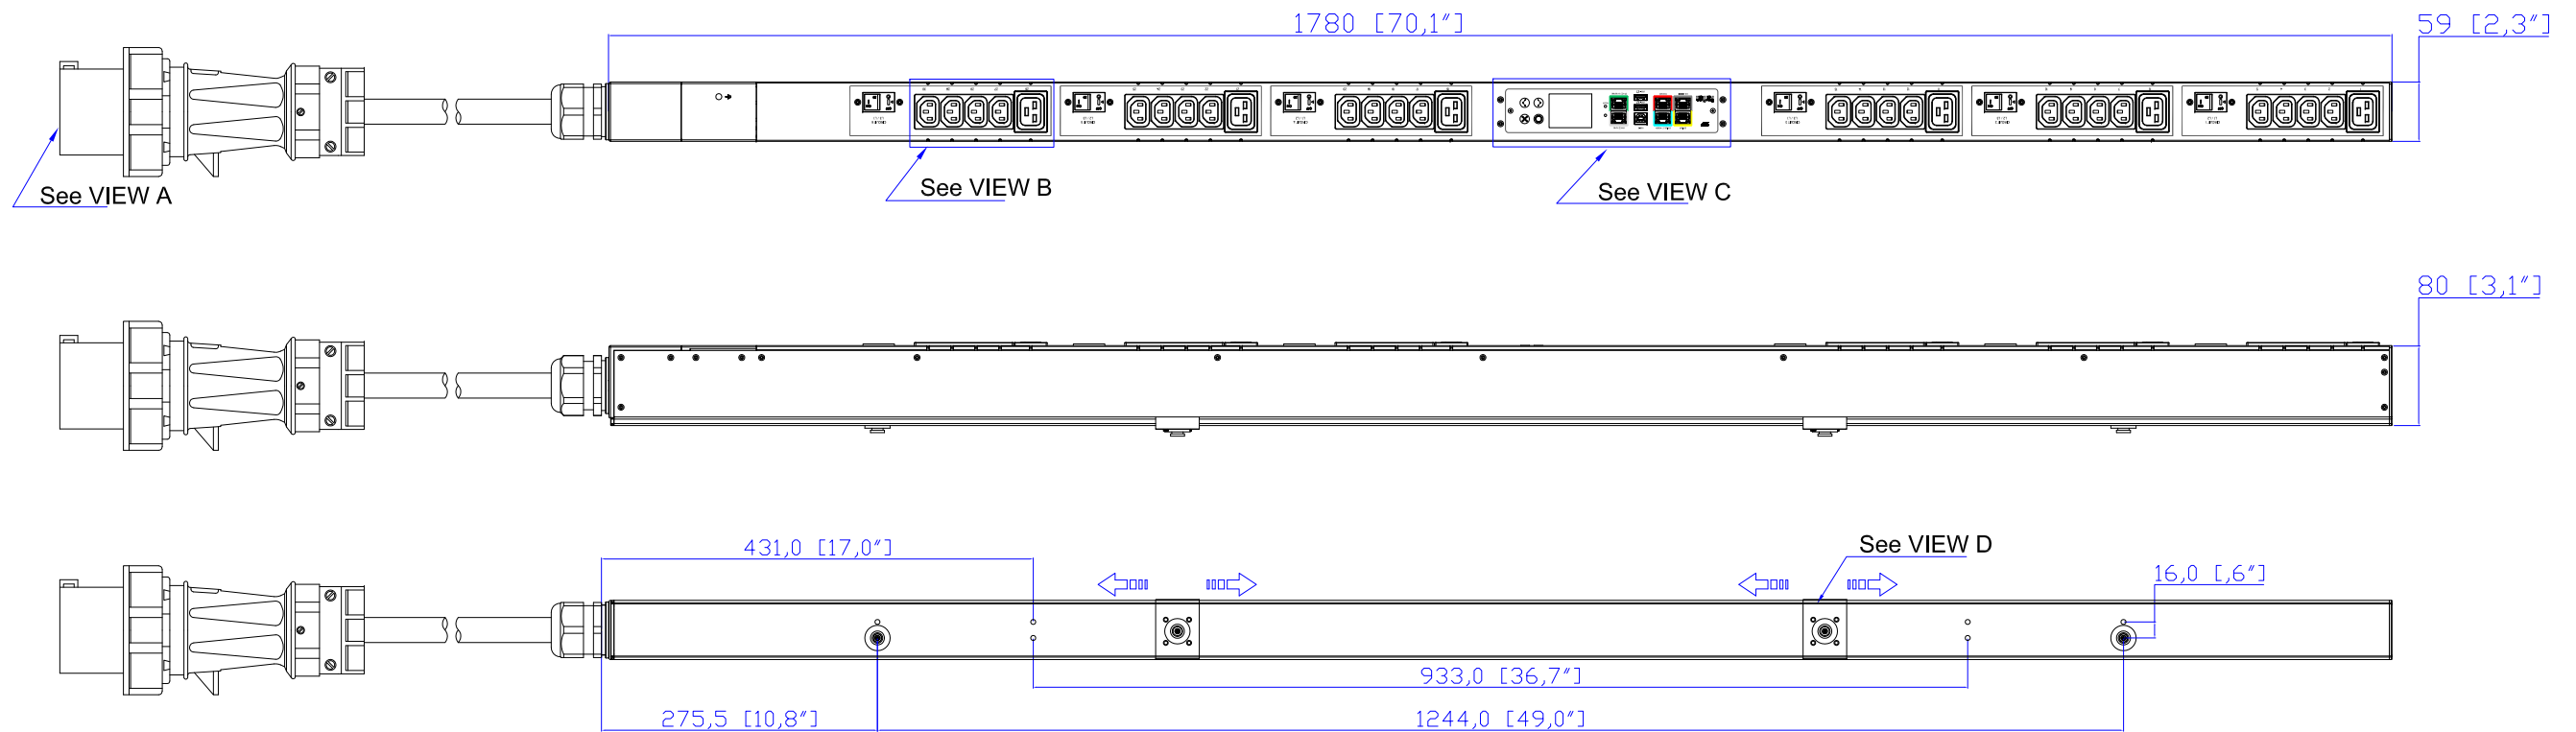 1780 [70,1"]
59 [2,3"]
See VIEW A
See VIEW B
See VIEW C
80 [3,1"]
431,0 [17,0"]
See VIEW D
16,0 [,6"]
933,0 [36,7"]
275,5 [10,8"]
1244,0 [49,0"]